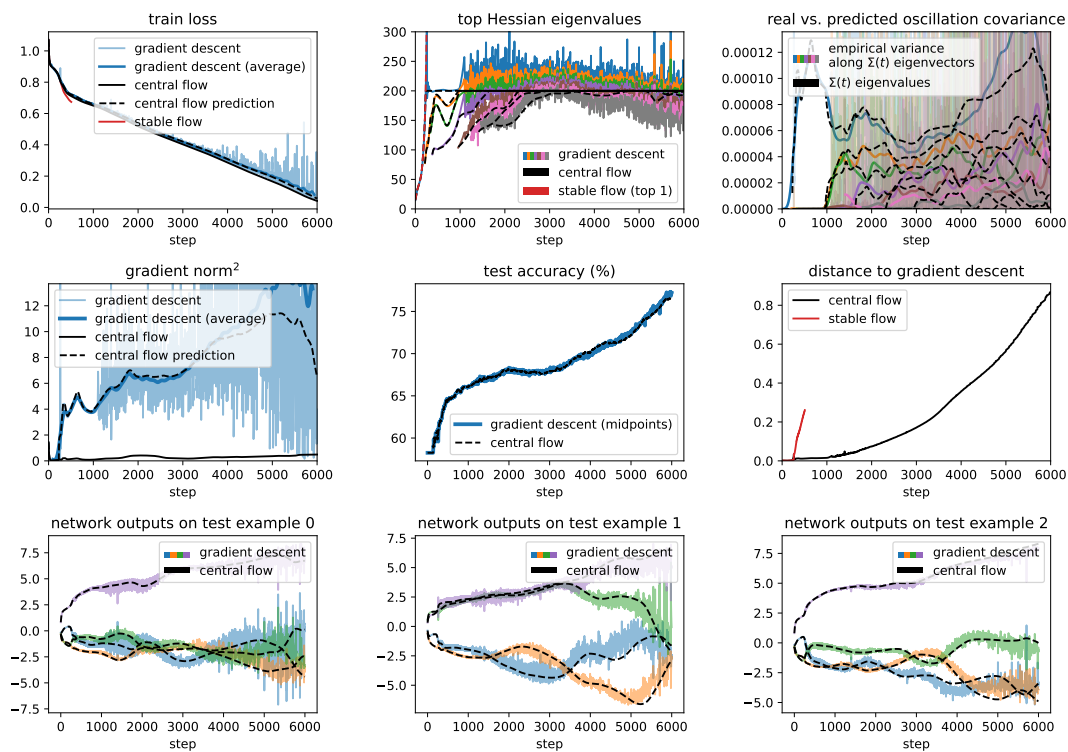 train loss
1.0
0.8
0.6
0.4
0.2
0.0
gradient descent
gradient descent (average)
central flow
central flow prediction
stable flow
0 1000 2000 3000 4000 5000 6000
step
top Hessian eigenvalues
300
250
200
150
100
50
0
gradient descent
central flow
stable flow (top 1)
0 1000 2000 3000 4000 5000 6000
step
real vs. predicted oscillation covariance
0.00012
0.00010
0.00008
0.00006
0.00004
0.00002
0.00000
empirical variance
along Σ(t) eigenvectors
Σ(t) eigenvalues
0 1000 2000 3000 4000 5000 6000
step
gradient norm²
12
10
8
6
4
2
0
gradient descent
gradient descent (average)
central flow
central flow prediction
0 1000 2000 3000 4000 5000 6000
step
test accuracy (%)
75
70
65
60
gradient descent (midpoints)
central flow
0 1000 2000 3000 4000 5000 6000
step
distance to gradient descent
0.8
0.6
0.4
0.2
0.0
central flow
stable flow
0 1000 2000 3000 4000 5000 6000
step
network outputs on test example 0
7.5
5.0
2.5
0.0
−2.5
−5.0
−7.5
gradient descent
central flow
0 1000 2000 3000 4000 5000 6000
step
network outputs on test example 1
7.5
5.0
2.5
0.0
−2.5
−5.0
gradient descent
central flow
0 1000 2000 3000 4000 5000 6000
step
network outputs on test example 2
7.5
5.0
2.5
0.0
−2.5
−5.0
gradient descent
central flow
0 1000 2000 3000 4000 5000 6000
step